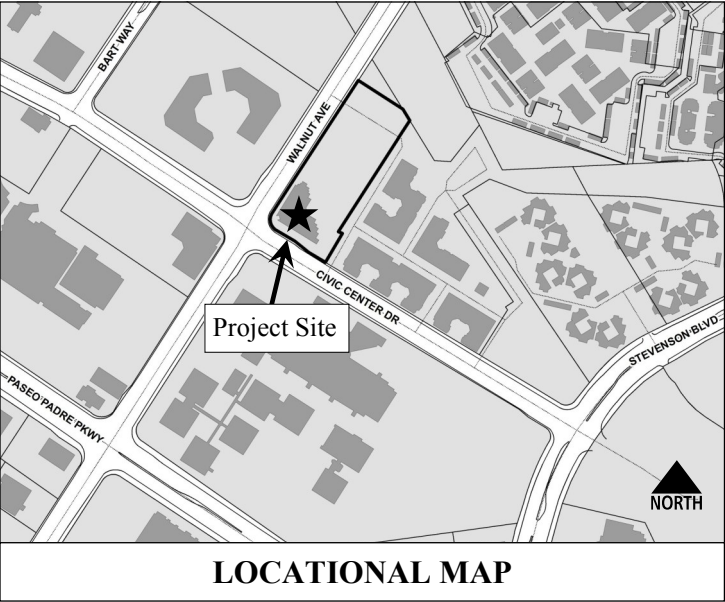 BART WAY
WALNUT AVE
CIVIC CENTER DR
Project Site
STEVENSON BLVD
PASEO PADRE PKWY
NORTH
LOCATIONAL MAP